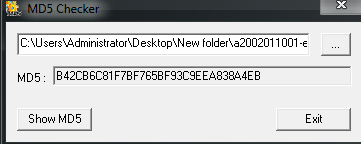 MD5 Checker
C:\Users\Administrator\Desktop\New folder\a2002011001-e
...
MD5 : B42CB6C81F7BF765BF93C9EEA838A4EB
Show MD5 Exit